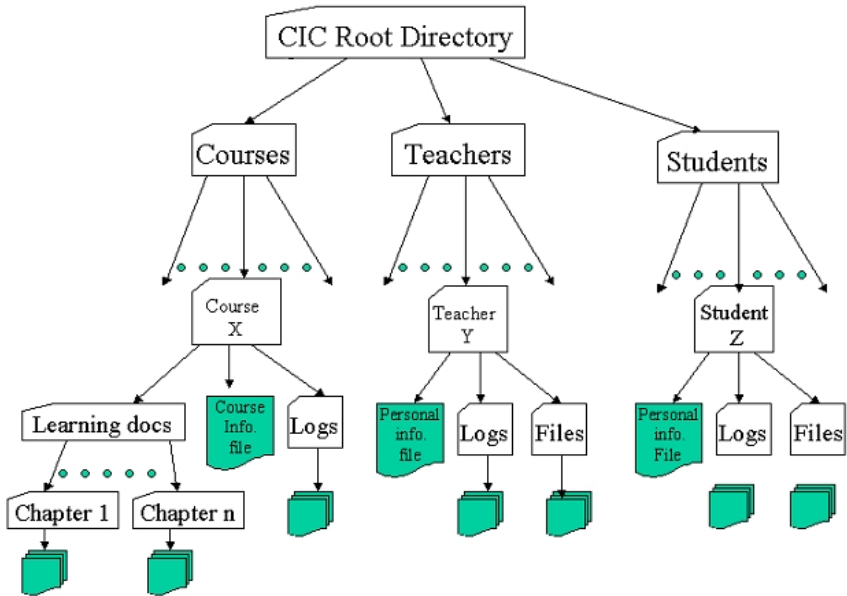 CIC Root Directory
Courses
Teachers
Students
Course
X
Teacher
Y
Student
Z
Learning docs
Course
Info.
file
Logs
Personal
info.
file
Logs
Files
Personal
info.
File
Logs
Files
Chapter 1
Chapter n